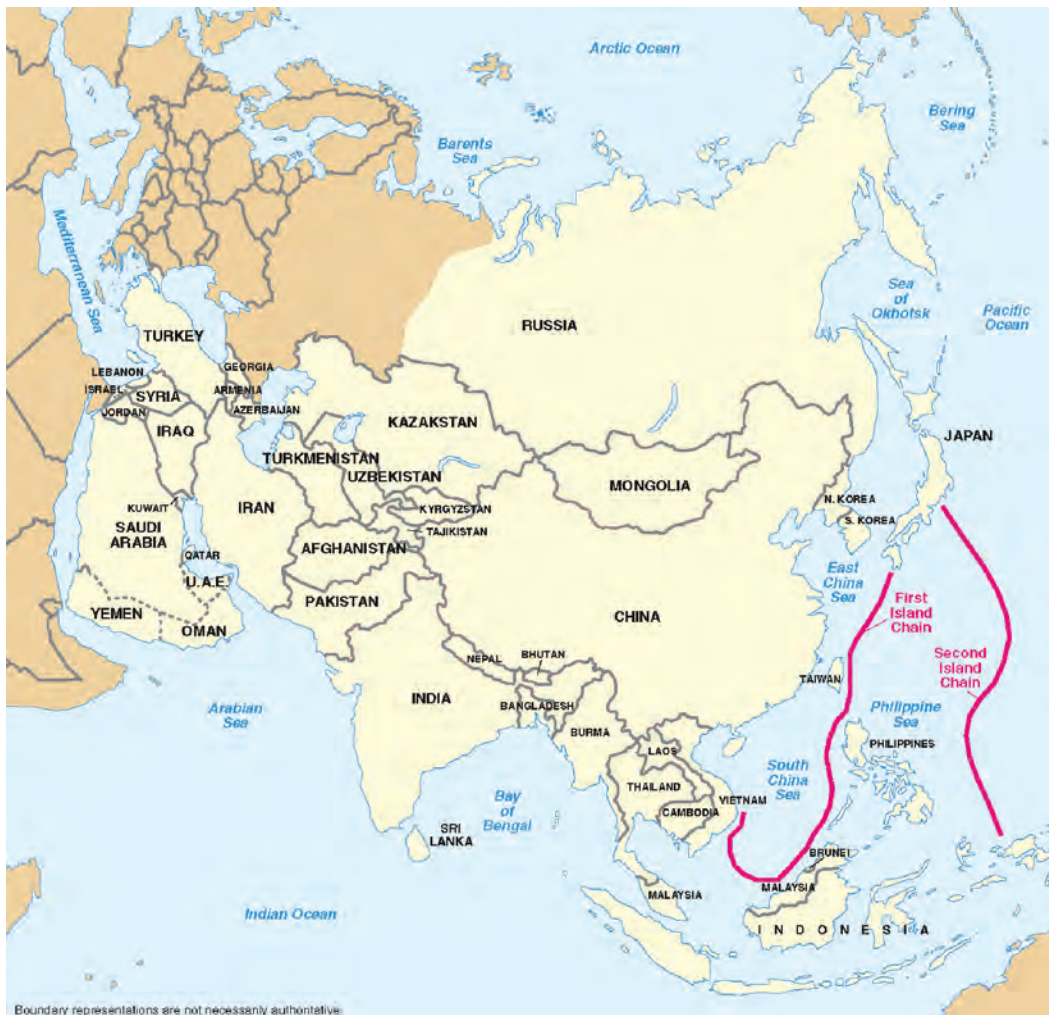 Arctic Ocean
Bering
Sea
Barents
Sea
Mediterranean Sea
Sea
of
Okhotsk
Pacific
Ocean
RUSSIA
TURKEY
GEORGIA
LEBANON
ISRAEL
SYRIA
ARMENIA
JORDAN
AZERBAIJAN
IRAQ
KAZAKSTAN
JAPAN
TURKMENISTAN
UZBEKISTAN
MONGOLIA
N. KOREA
S. KOREA
KUWAIT
IRAN
KYRGYZSTAN
SAUDI
ARABIA
TAJIKISTAN
AFGHANISTAN
QATAR
U.A.E.
East
China
Sea
PAKISTAN
YEMEN
OMAN
CHINA
First
Island
Chain
NEPAL
BHUTAN
Second
Island
Chain
TAIWAN
INDIA
BANGLADESH
Arabian
Sea
BURMA
Philippine
Sea
LAOS
PHILIPPINES
South
China
Sea
THAILAND
VIETNAM
CAMBODIA
Bay
of
Bengal
SRI
LANKA
BRUNEI
MALAYSIA
MALAYSIA
Indian Ocean
INDONESIA
Boundary representations are not necessarily authoritative.